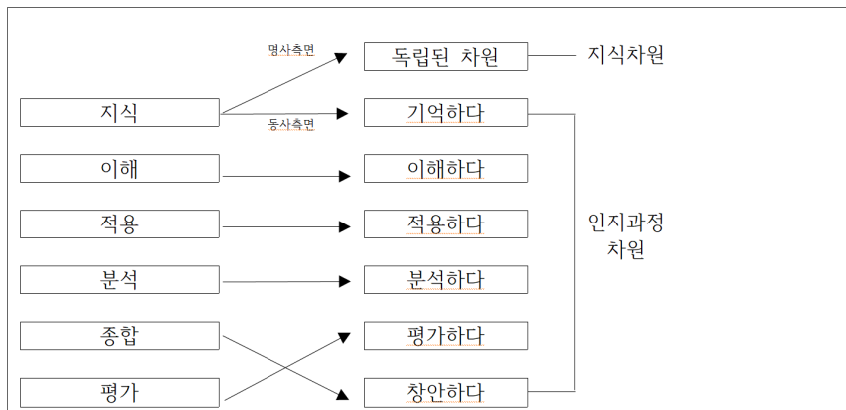 명사측면
독립된 차원
지식차원
지식
동사측면
기억하다
이해
이해하다
적용
적용하다
인지과정
차원
분석
분석하다
종합
평가하다
평가
창안하다